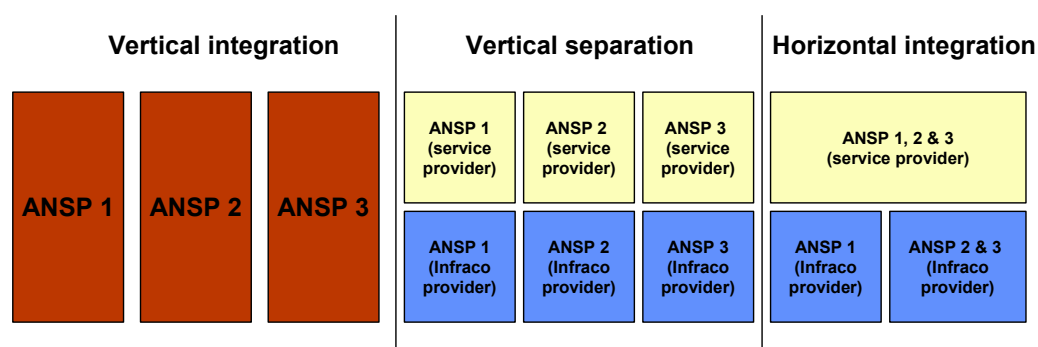 Vertical integration
Vertical separation
Horizontal integration
ANSP 1
ANSP 2
ANSP 3
ANSP 1
(service
provider)
ANSP 2
(service
provider)
ANSP 3
(service
provider)
ANSP 1, 2 & 3
(service provider)
ANSP 1
(Infraco
provider)
ANSP 2
(Infraco
provider)
ANSP 3
(Infraco
provider)
ANSP 1
(Infraco
provider)
ANSP 2 & 3
(Infraco
provider)